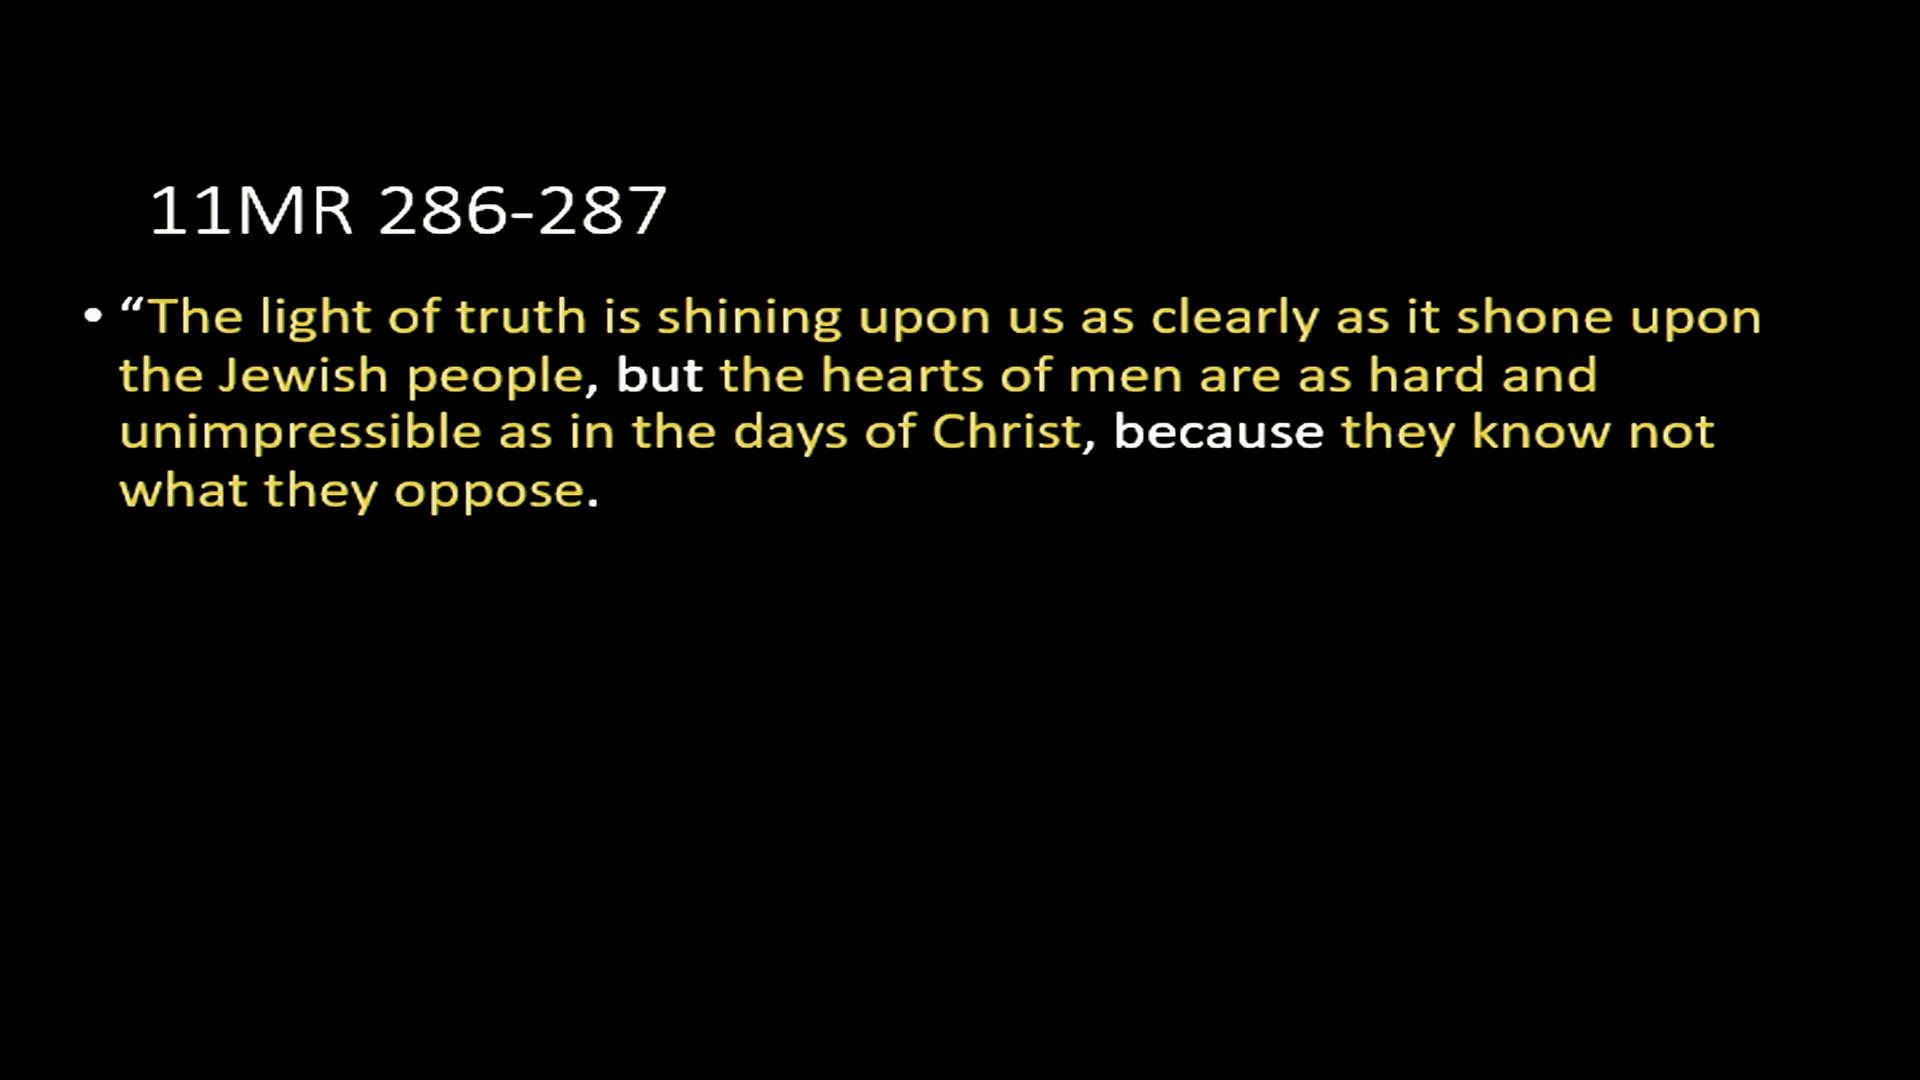 11MR 286-287
• “The light of truth is shining upon us as clearly as it shone upon
the Jewish people, but the hearts of men are as hard and
unimpressible as in the days of Christ, because they know not
what they oppose.